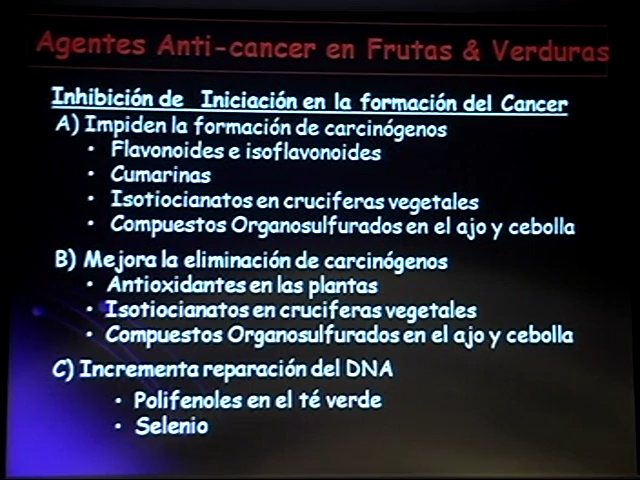 Agentes Anti-cancer en Frutas & Verduras
Inhibición de Iniciación en la formación del Cancer
A) Impiden la formación de carcinógenos
• Flavonoides e isoflavonoides
• Cumarinas
• Isotiocianatos en cruciferas vegetales
• Compuestos Organosulfurados en el ajo y cebolla
B) Mejora la eliminación de carcinógenos
• Antioxidantes en las plantas
• Isotiocianatos en cruciferas vegetales
• Compuestos Organosulfurados en el ajo y cebolla
C) Incrementa reparación del DNA
• Polifenoles en el té verde
• Selenio